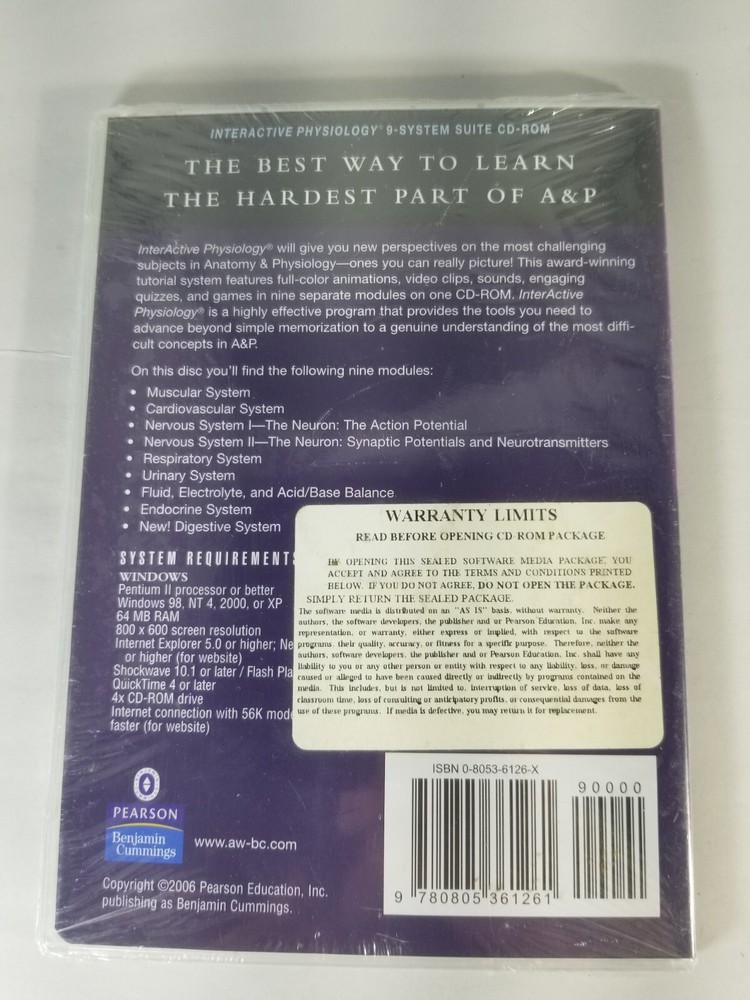 INTERACTIVE PHYSIOLOGY® 9-SYSTEM SUITE CD-ROM
THE BEST WAY TO LEARN
THE HARDEST PART OF A&P
InterActive Physiology® will give you new perspectives on the most challenging
subjects in Anatomy & Physiology—ones you can really picture! This award-winning
tutorial system features full-color animations, video clips, sounds, engaging
quizzes, and games in nine separate modules on one CD-ROM. InterActive
Physiology® is a highly effective program that provides the tools you need to
advance beyond simple memorization to a genuine understanding of the most diffi-
cult concepts in A&P.
On this disc you'll find the following nine modules:
• Muscular System
• Cardiovascular System
• Nervous System I—The Neuron: The Action Potential
• Nervous System II—The Neuron: Synaptic Potentials and Neurotransmitters
• Respiratory System
• Urinary System
• Fluid, Electrolyte, and Acid/Base Balance
• Endocrine System
• New! Digestive System
SYSTEM REQUIREMENTS
WINDOWS
Pentium II processor or better
Windows 98, NT 4, 2000, or XP
64 MB RAM
800 x 600 screen resolution
Internet Explorer 5.0 or higher; Ne
or higher (for website)
Shockwave 10.1 or later / Flash Pla
QuickTime 4 or later
4x CD-ROM drive
Internet connection with 56K mode
faster (for website)
WARRANTY LIMITS
READ BEFORE OPENING CD-ROM PACKAGE
OPENING THIS SEALED SOFTWARE MEDIA PACKAGE, YOU
ACCEPT AND AGREE TO THE TERMS AND CONDITIONS PRINTED
BELOW. IF YOU DO NOT AGREE, DO NOT OPEN THE PACKAGE.
SIMPLY RETURN THE SEALED PACKAGE.
The software media is distributed on an "AS IS" basis, without warranty. Neither the
authors, the software developers, the publisher and or Pearson Education, Inc. make any
representation, or warranty, either express or implied, with respect to the software
programs, their quality, accuracy, or fitness for a specific purpose. Therefore, neither the
authors, software developers, the publisher and or Pearson Education, Inc. shall have any
liability to you or any other person or entity with respect to any liability, loss, or damage
caused or alleged to have been caused directly or indirectly by programs contained on the
media. This includes, but is not limited to, interruption of service, loss of data, loss of
classroom time, loss of consulting or anticipatory profits, or consequential damages from the
use of these programs. If media is defective, you may return it for replacement.
ISBN 0-8053-6126-X
90000
9 780805 361261
PEARSON
Benjamin
Cummings
www.aw-bc.com
Copyright ©2006 Pearson Education, Inc.
publishing as Benjamin Cummings.